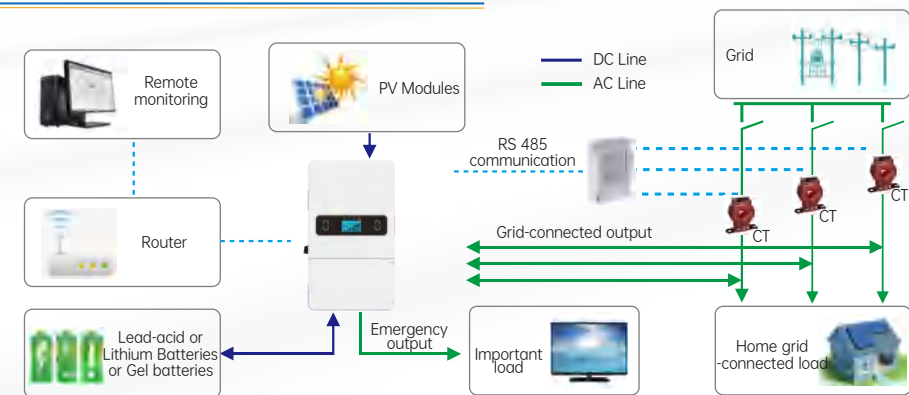 Remote
monitoring
PV Modules
DC Line
AC Line
Grid
RS 485
communication
CT
CT
CT
Router
Grid-connected output
Lead-acid or
Lithium Batteries
or Gel batteries
Emergency
output
Important
load
Home grid
-connected load